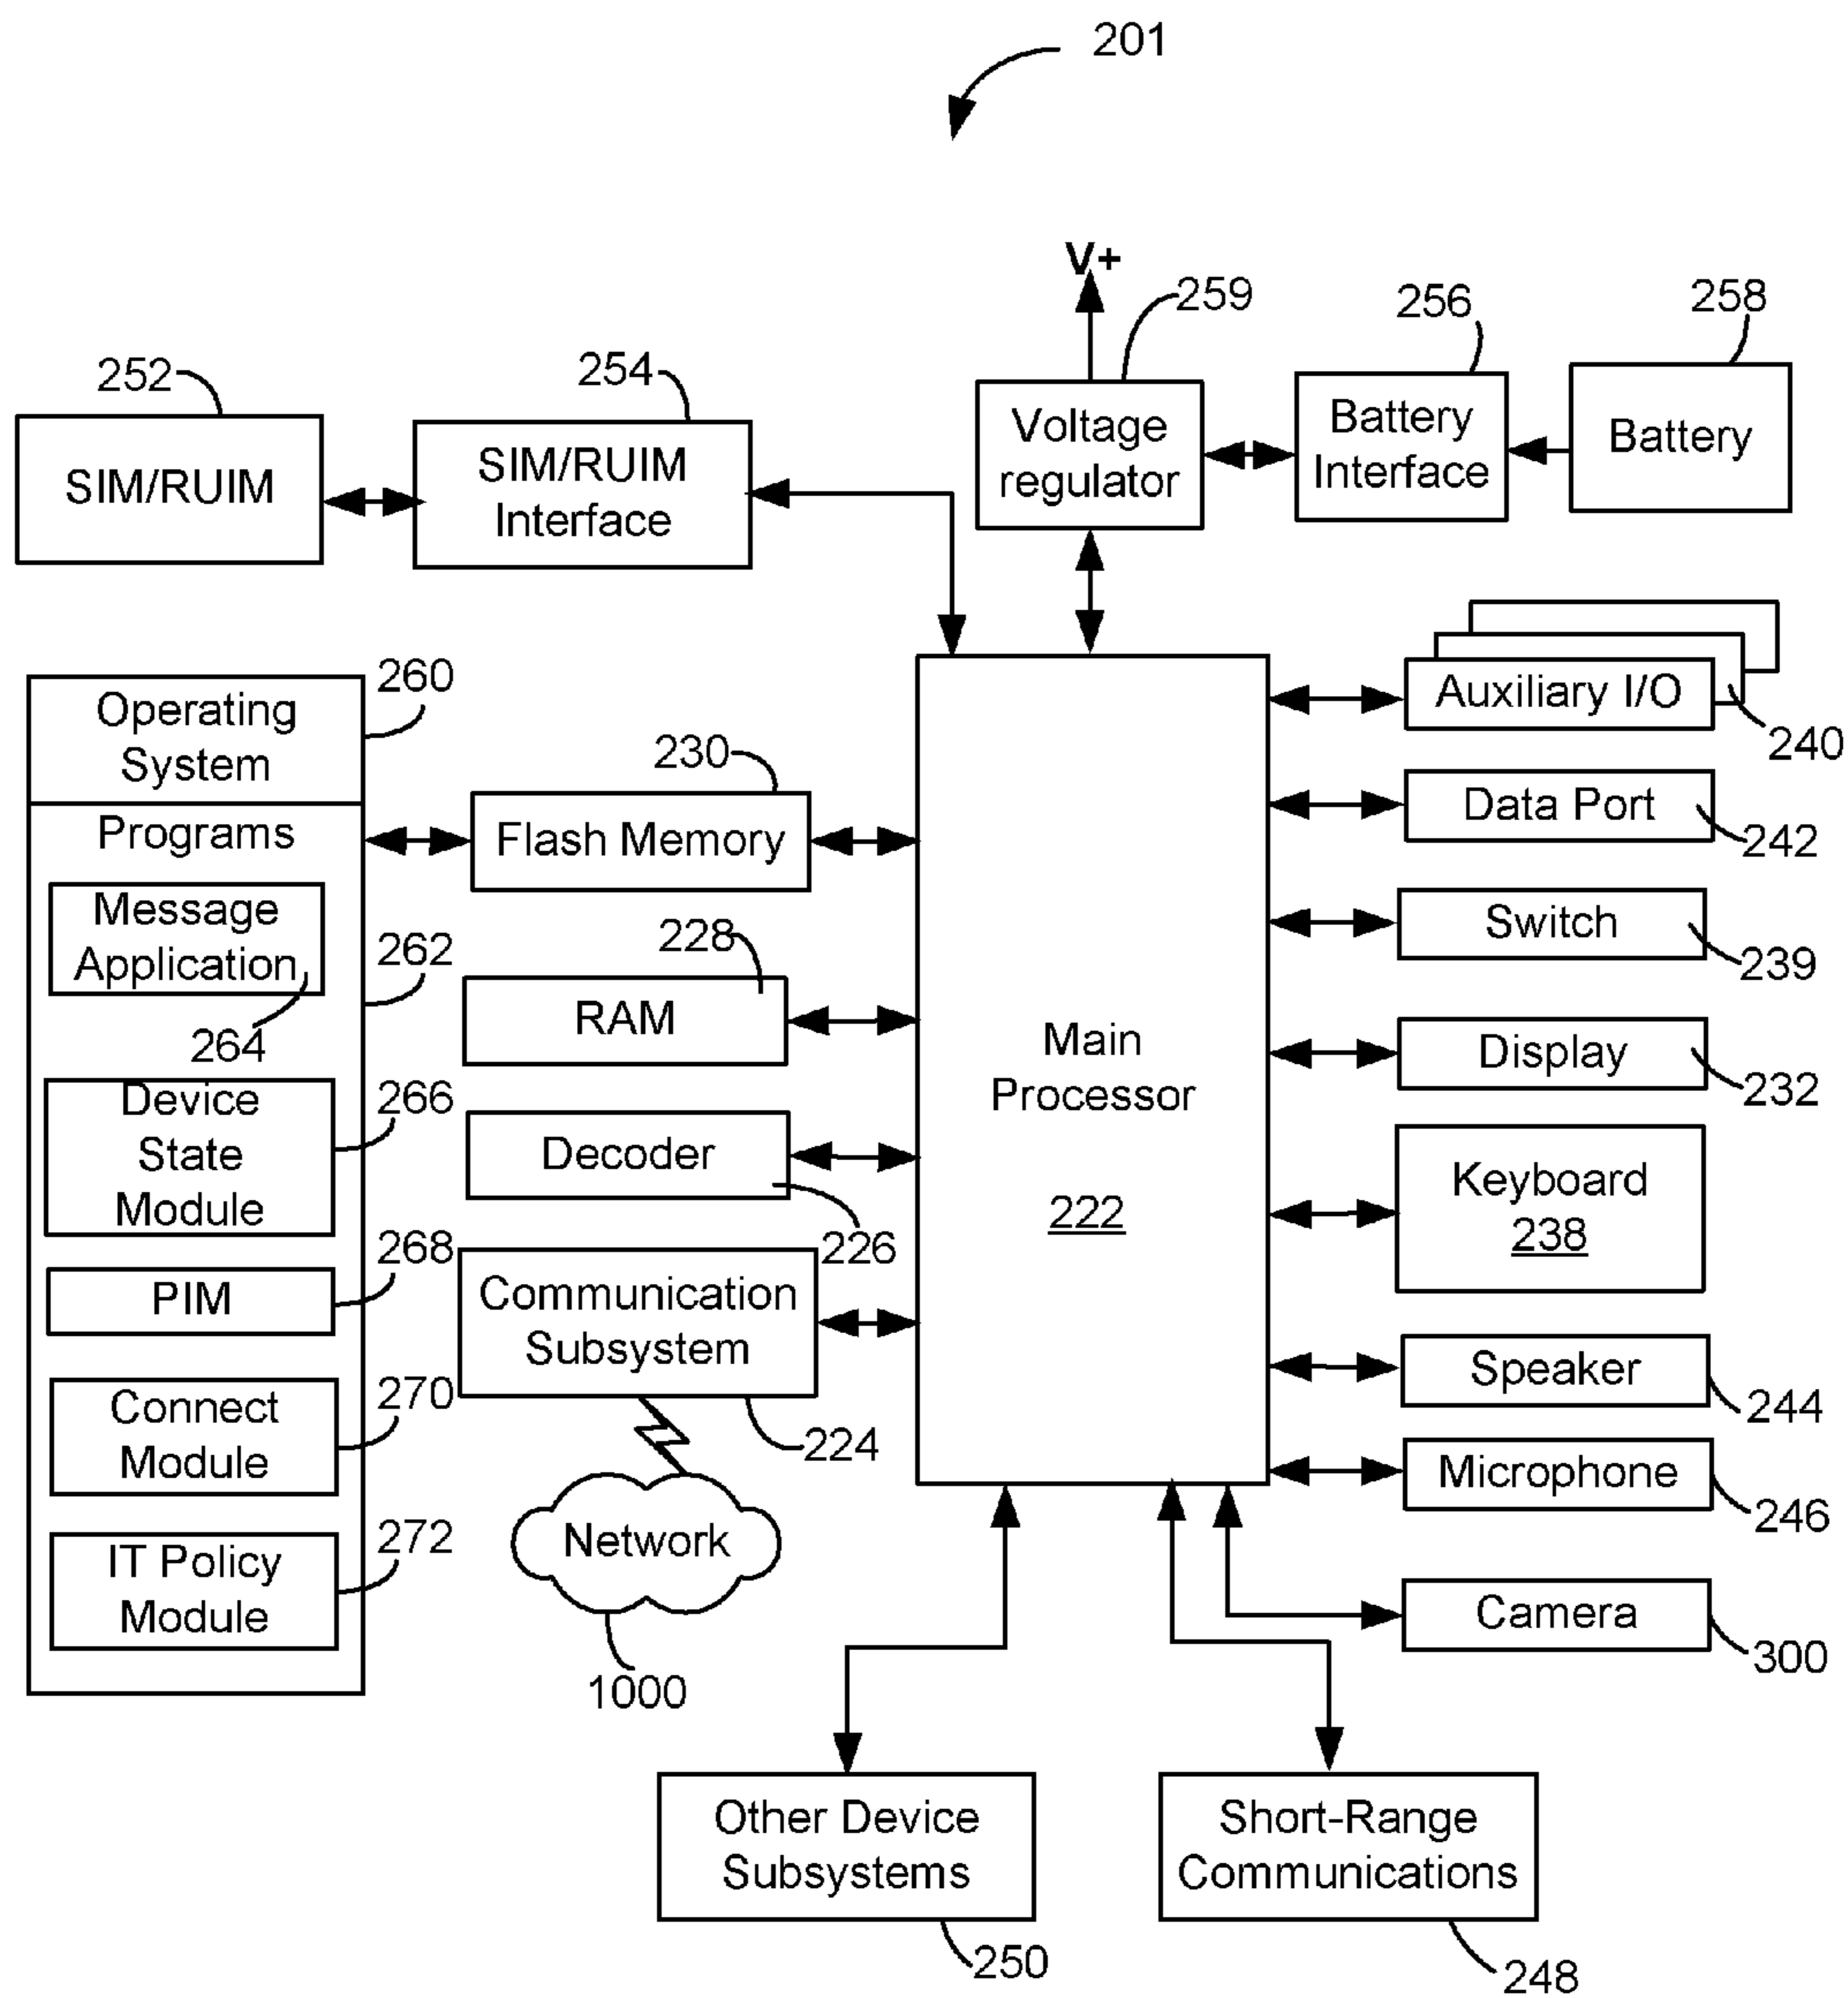 201
V+
259
256
258
252
254
Voltage
regulator
Battery
Interface
Battery
SIM/RUIM
SIM/RUIM
Interface
260
Operating
System
Programs
230
Flash Memory
Message
Application
264
262
228
RAM
Device
State
Module
266
Decoder
226
PIM
268
Communication
Subsystem
224
Connect
Module
270
IT Policy
Module
272
Network
1000
Main
Processor
222
Auxiliary I/O
240
Data Port
242
Switch
239
Display
232
Keyboard
238
Speaker
244
Microphone
246
Camera
300
Other Device
Subsystems
250
Short-Range
Communications
248